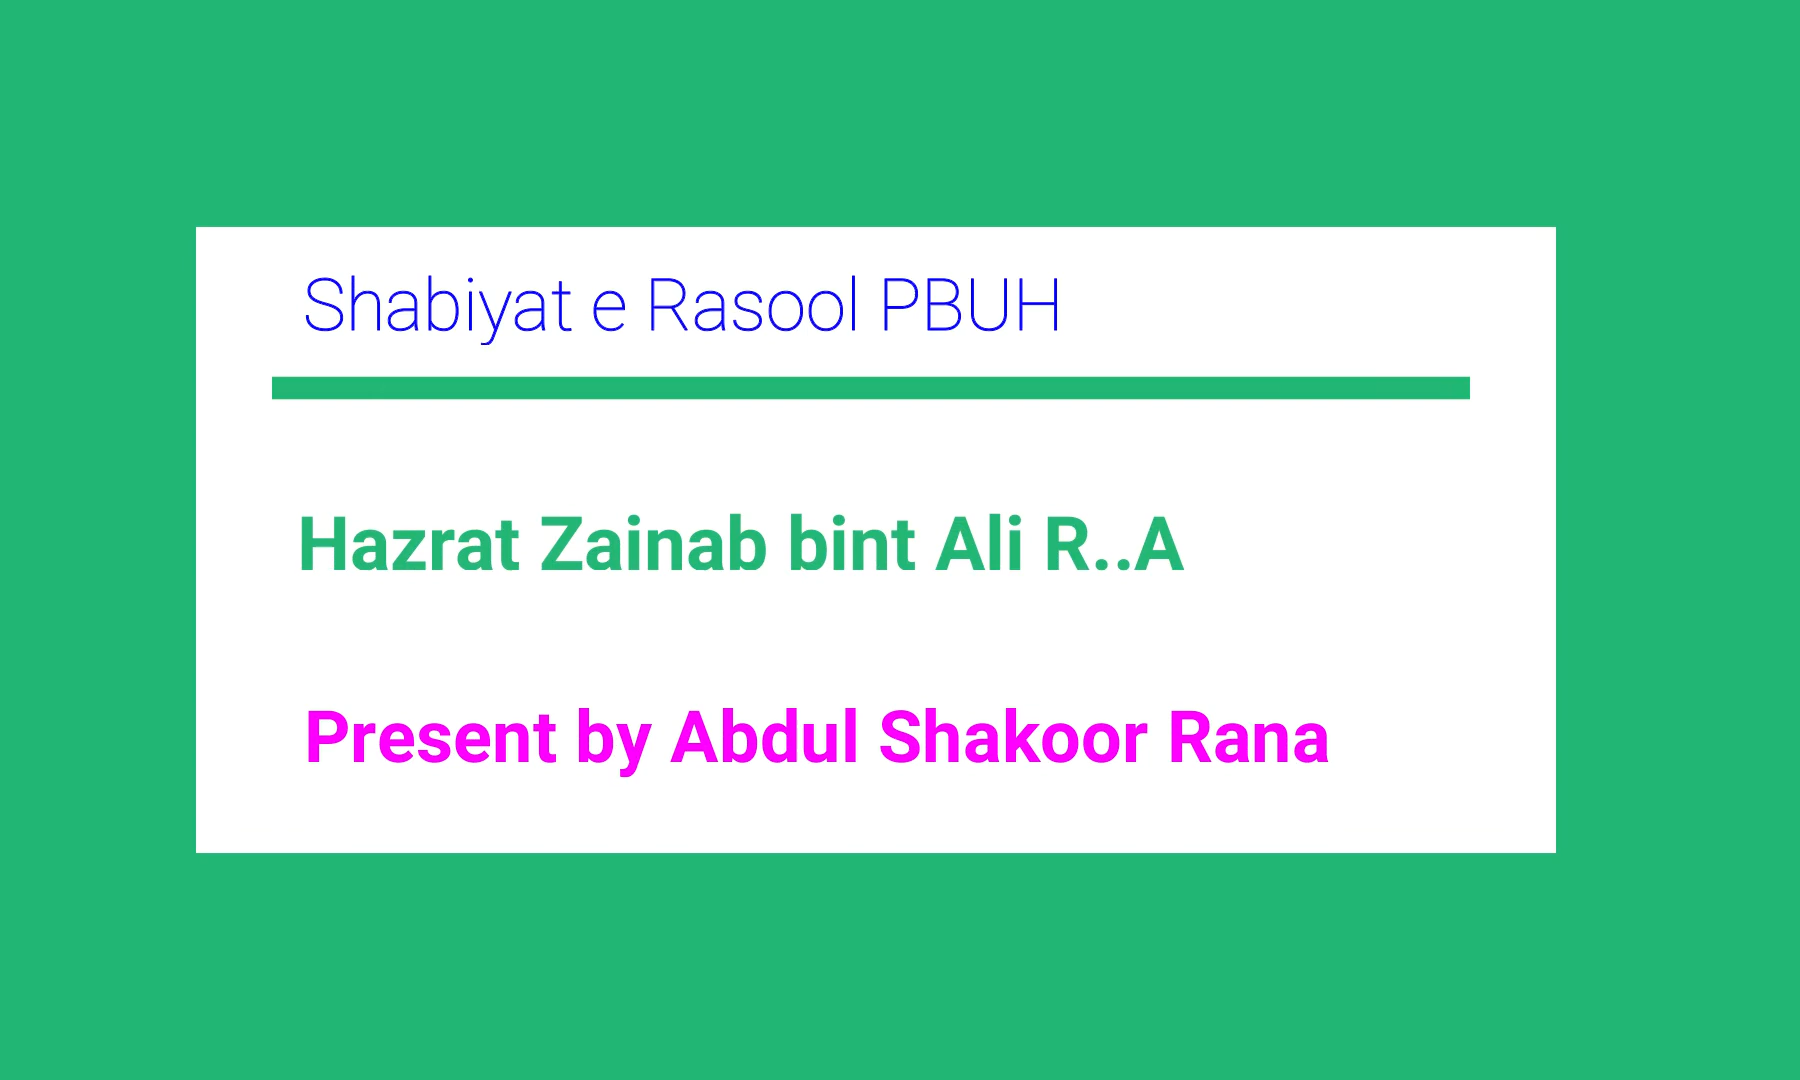 Shabiyat e Rasool PBUH
Hazrat Zainab bint Ali R..A
Present by Abdul Shakoor Rana